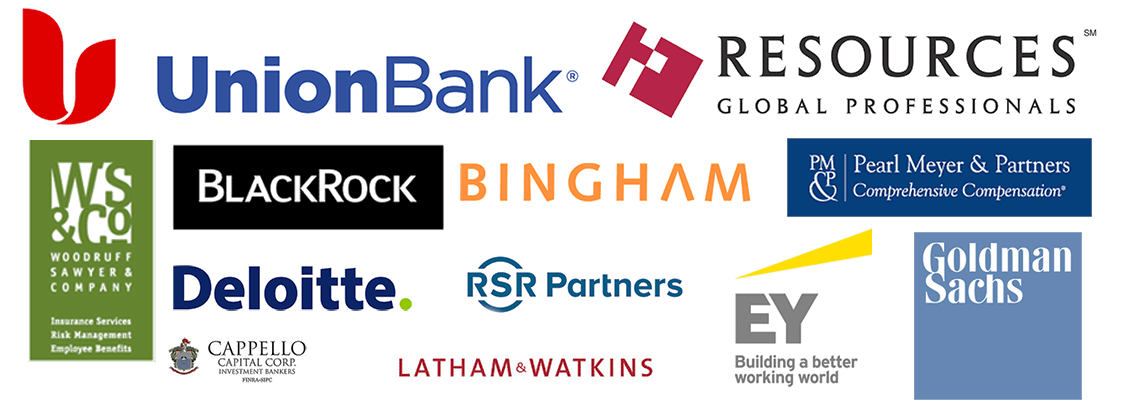 UnionBank®
RESOURCES℠
GLOBAL PROFESSIONALS
WS
&CO
WOODRUFF
SAWYER &
COMPANY
Insurance Services
Risk Management
Employee Benefits
BLACKROCK
BINGHAM
PM
&
CP
Pearl Meyer & Partners
Comprehensive Compensation®
Deloitte.
RSR Partners
EY
Building a better
working world
Goldman
Sachs
CAPPELLO
CAPITAL CORP.
INVESTMENT BANKERS
FINRA•SIPC
LATHAM&WATKINS